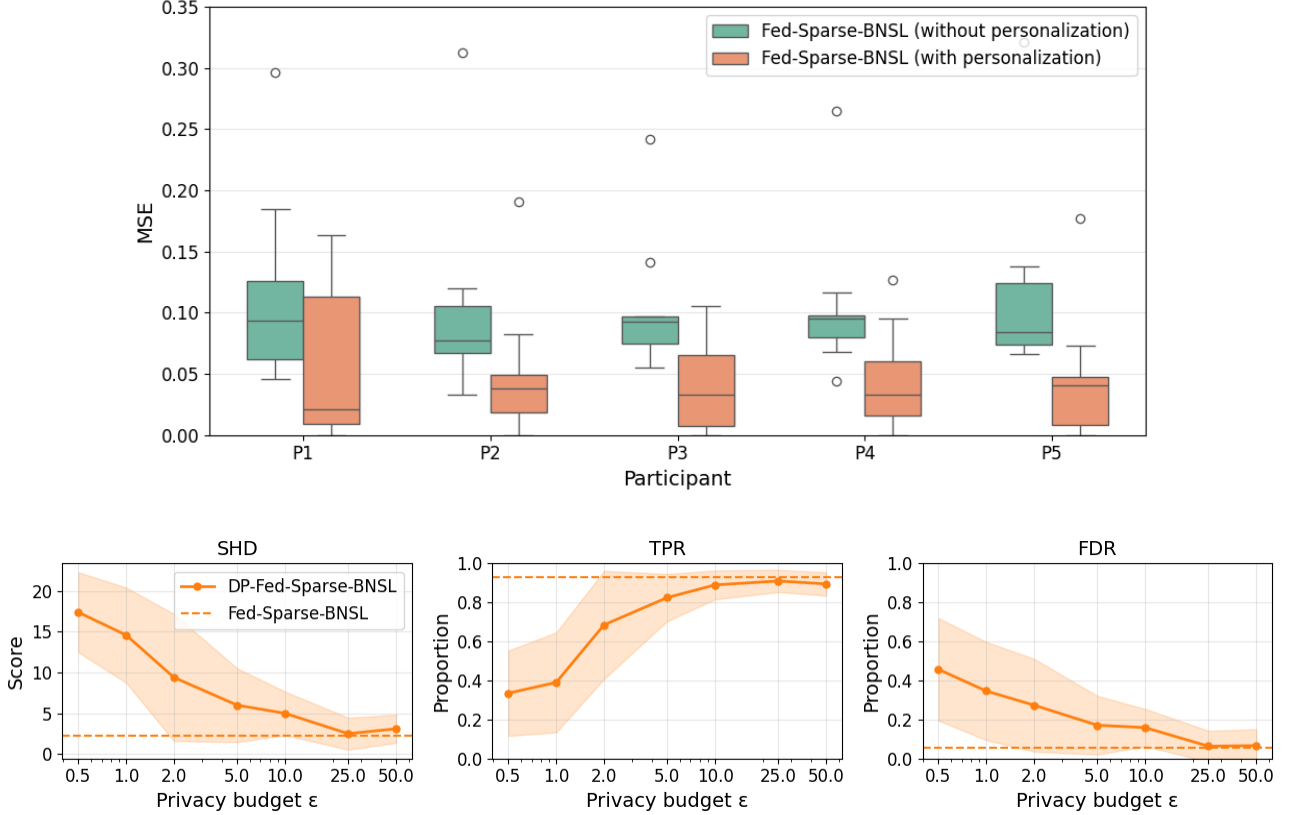 0.35
0.30
0.25
0.20
0.15
0.10
0.05
0.00
MSE
Fed-Sparse-BNSL (without personalization)
Fed-Sparse-BNSL (with personalization)
P1 P2 P3 P4 P5
Participant
SHD
20
15
10
5
0
Score
DP-Fed-Sparse-BNSL
Fed-Sparse-BNSL
0.5 1.0 2.0 5.0 10.0 25.0 50.0
Privacy budget ε
TPR
1.0
0.8
0.6
0.4
0.2
0.0
Proportion
0.5 1.0 2.0 5.0 10.0 25.0 50.0
Privacy budget ε
FDR
1.0
0.8
0.6
0.4
0.2
0.0
Proportion
0.5 1.0 2.0 5.0 10.0 25.0 50.0
Privacy budget ε